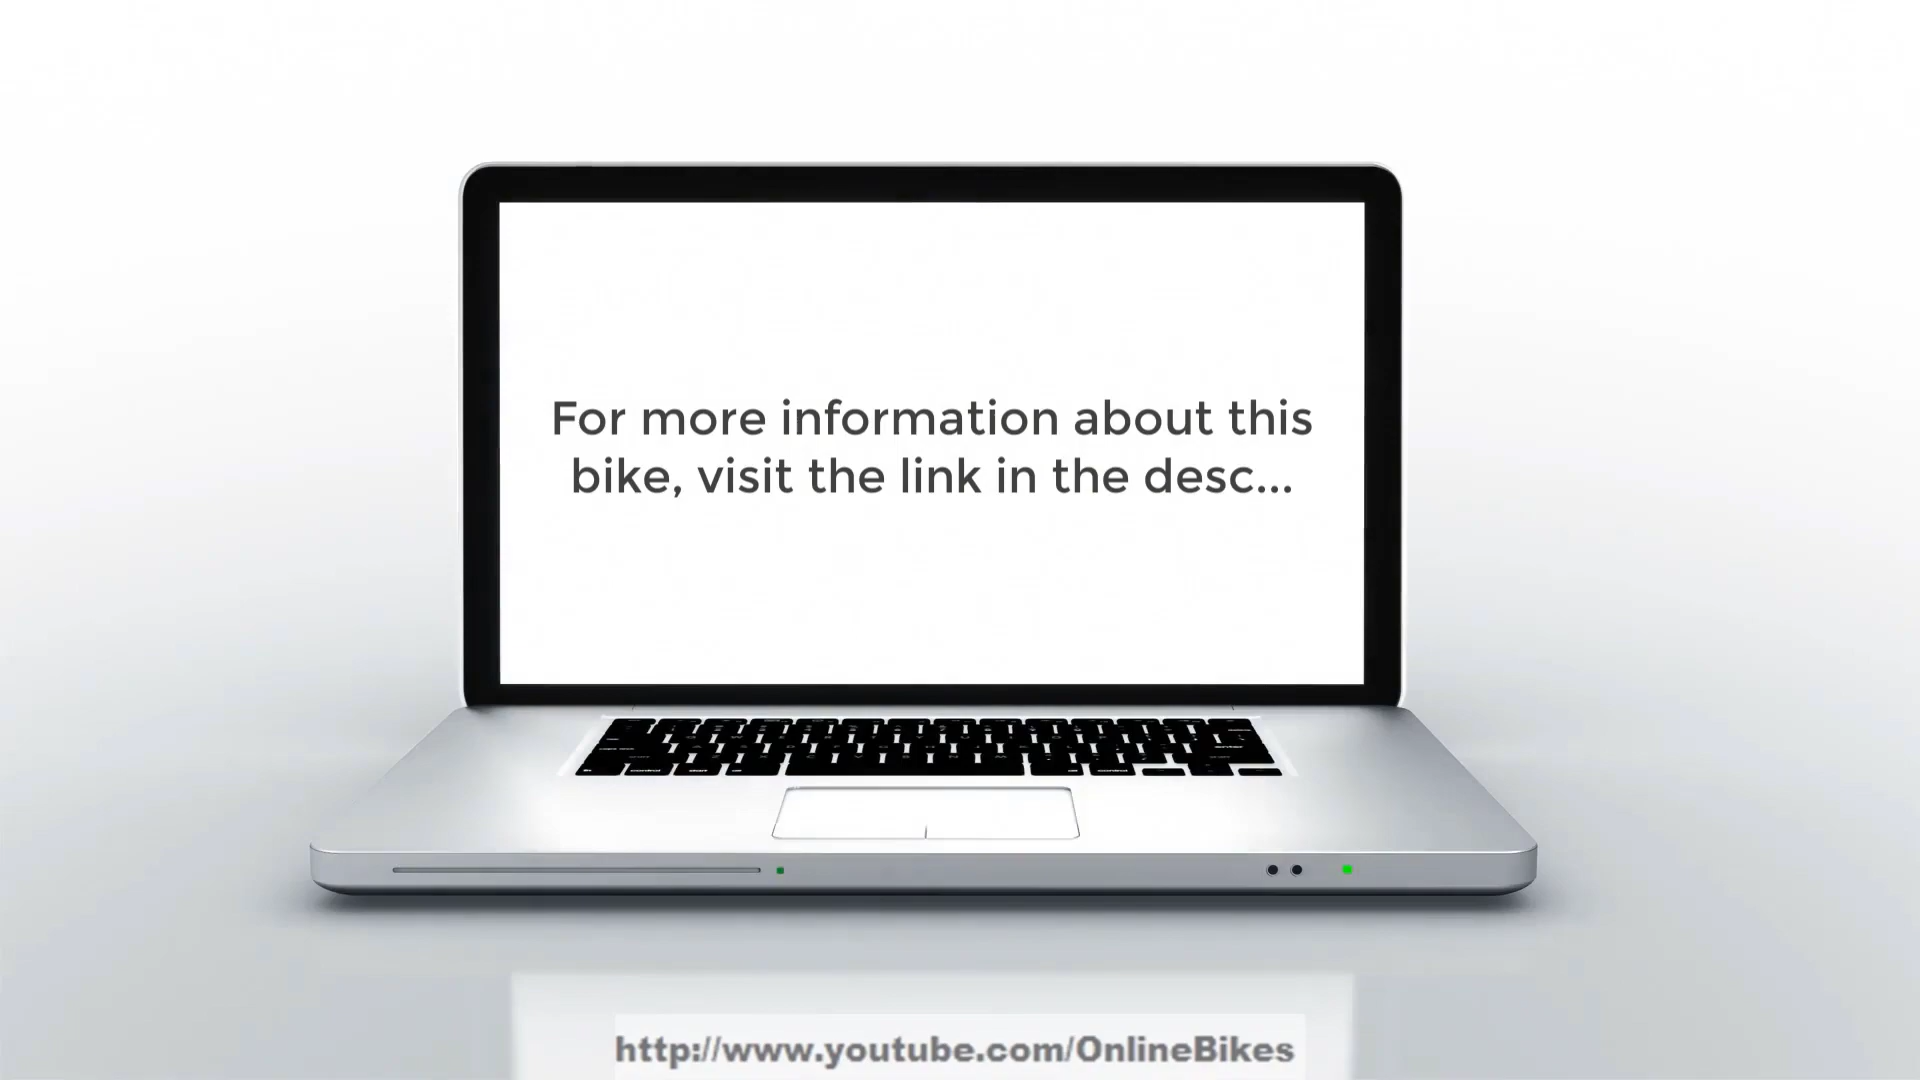 For more information about this
bike, visit the link in the desc...
http://www.youtube.com/OnlineBikes